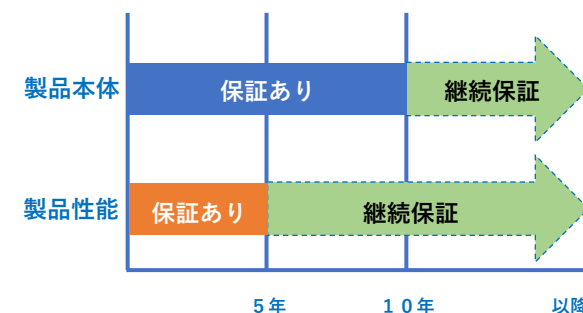 製品本体
保証あり
継続保証
製品性能
保証あり
継続保証
５年
１０年
以降